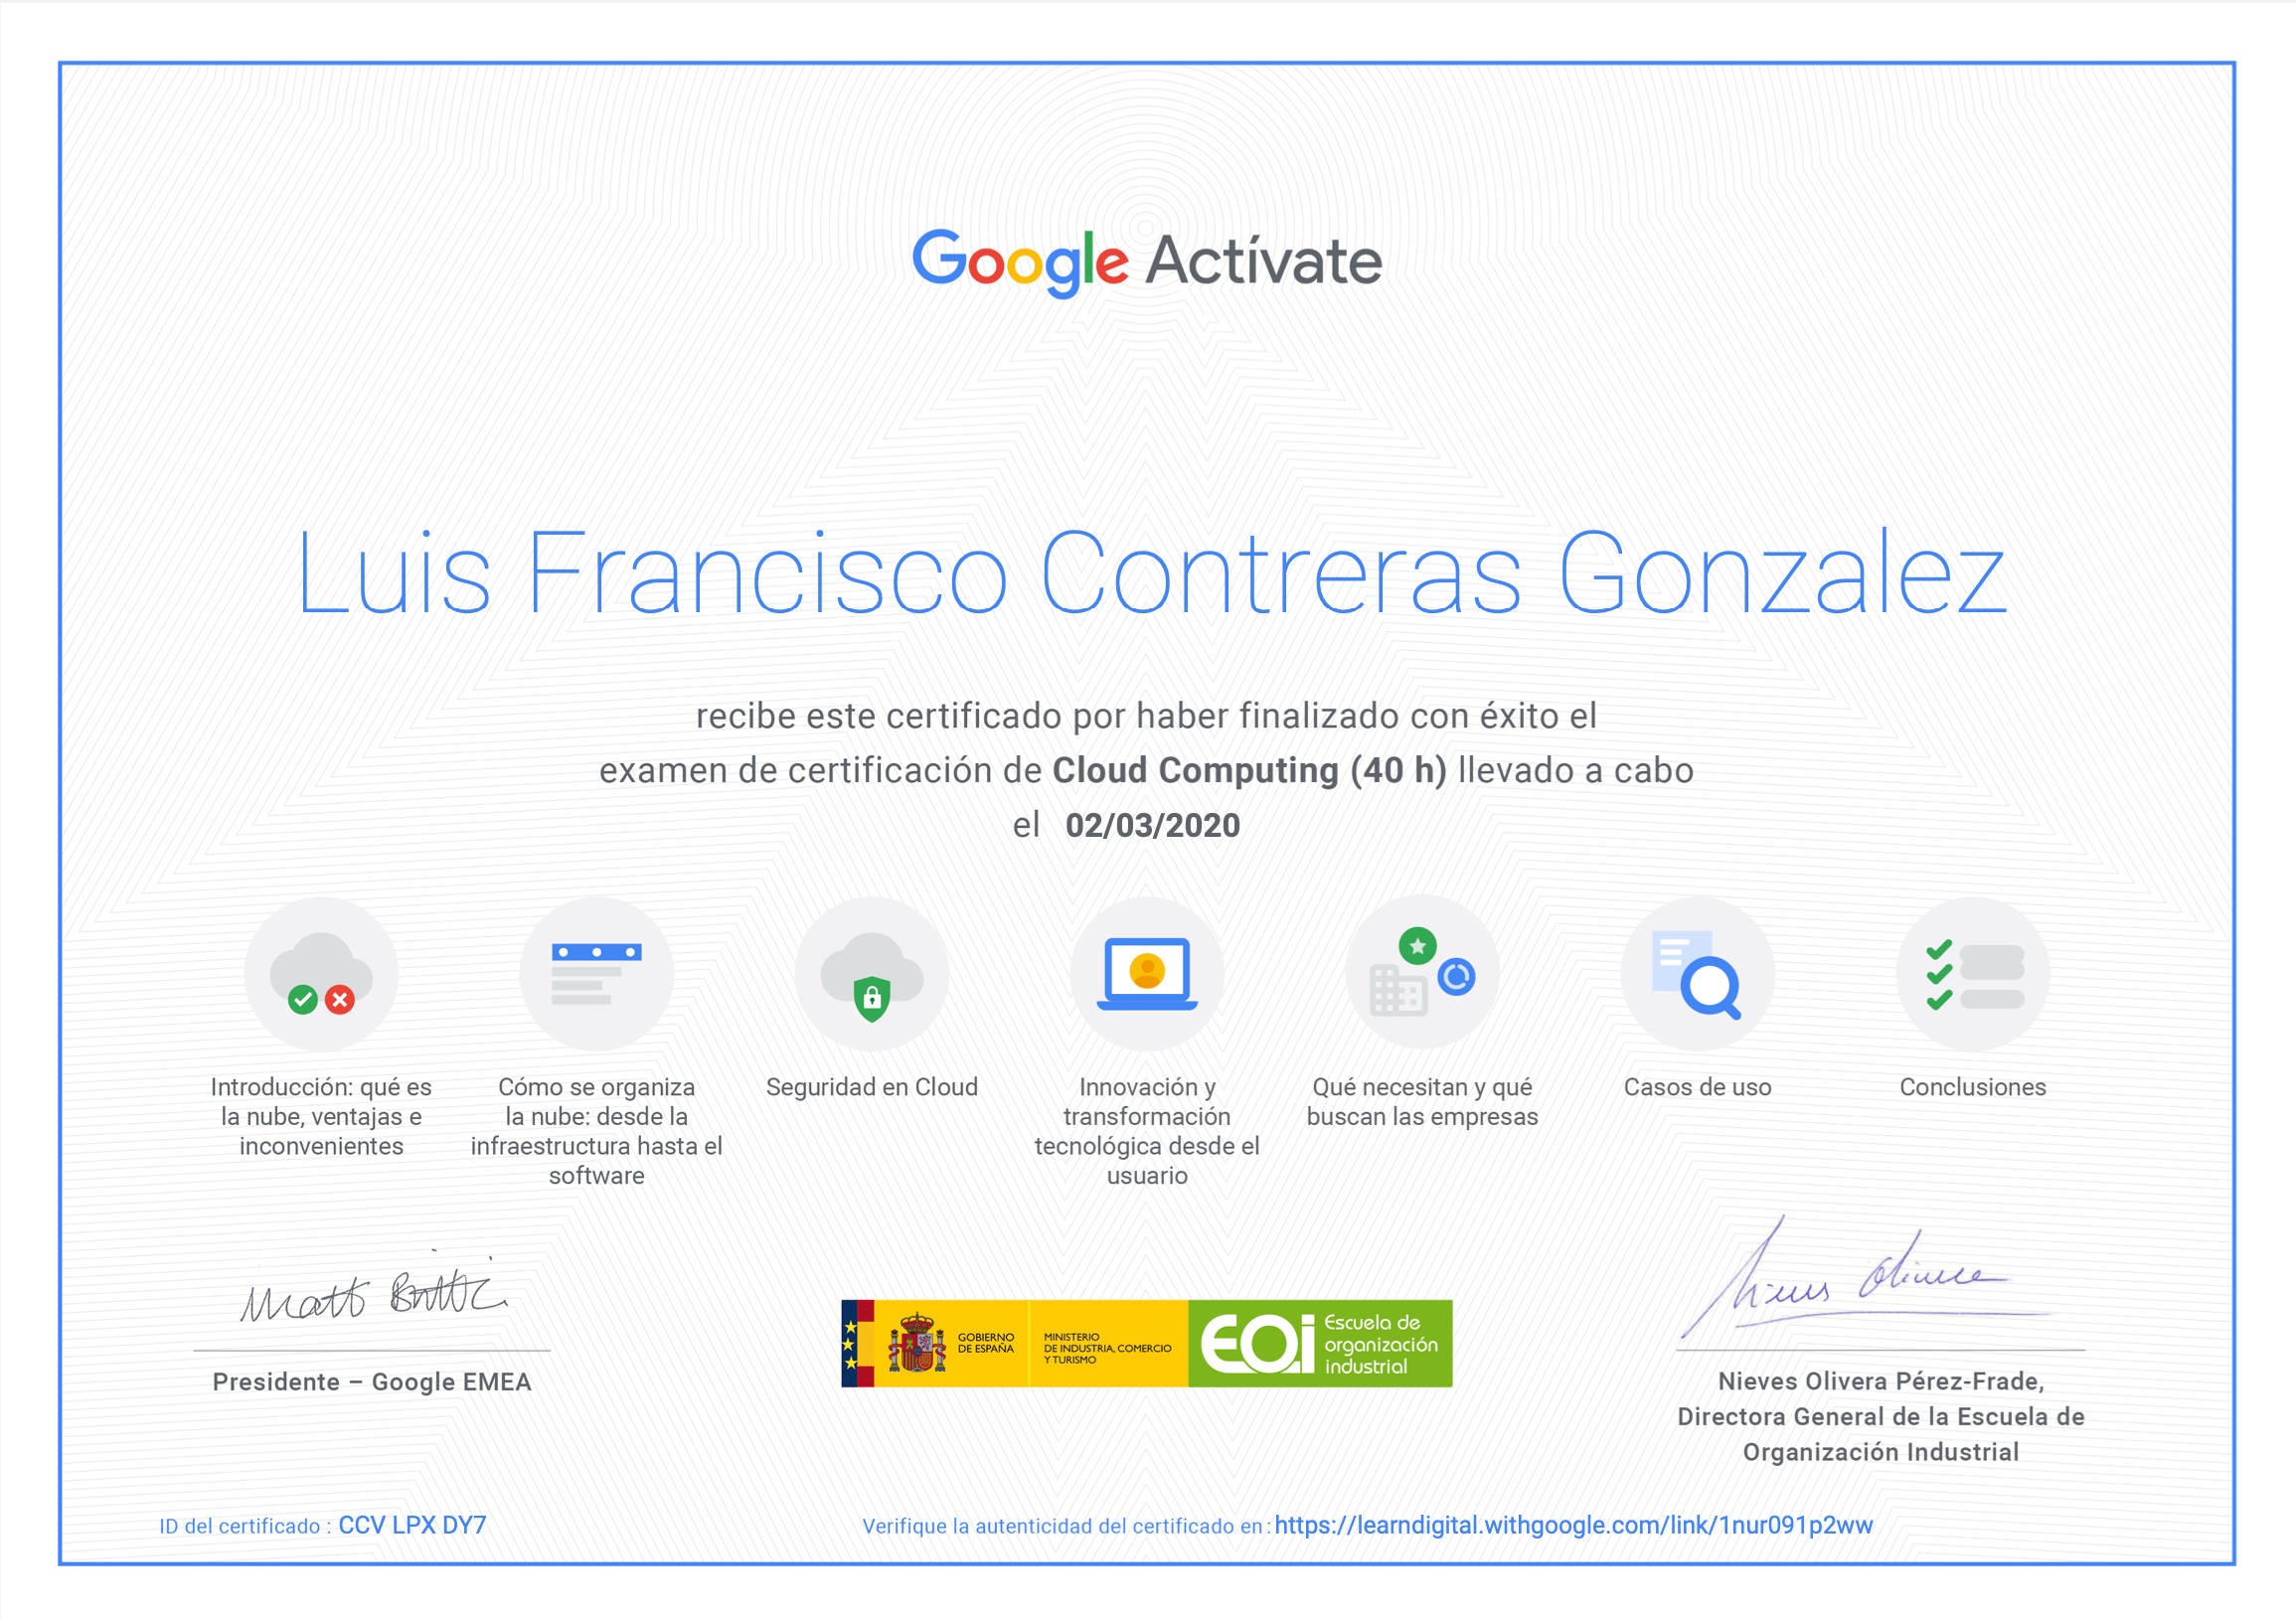 Google Actívate
Luis Francisco Contreras Gonzalez
recibe este certificado por haber finalizado con éxito el
examen de certificación de Cloud Computing (40 h) llevado a cabo
el 02/03/2020
Introducción: qué es
la nube, ventajas e
inconvenientes
Cómo se organiza
la nube: desde la
infraestructura hasta el
software
Seguridad en Cloud
Innovación y
transformación
tecnológica desde el
usuario
Qué necesitan y qué
buscan las empresas
Casos de uso
Conclusiones
Matt Brittin
Presidente – Google EMEA
GOBIERNO
DE ESPAÑA
MINISTERIO
DE INDUSTRIA, COMERCIO
Y TURISMO
EOI
Escuela de
organización
industrial
Nieves Olivera
Nieves Olivera Pérez-Frade,
Directora General de la Escuela de
Organización Industrial
ID del certificado : CCV LPX DY7
Verifique la autenticidad del certificado en: https://learndigital.withgoogle.com/link/1nur091p2ww